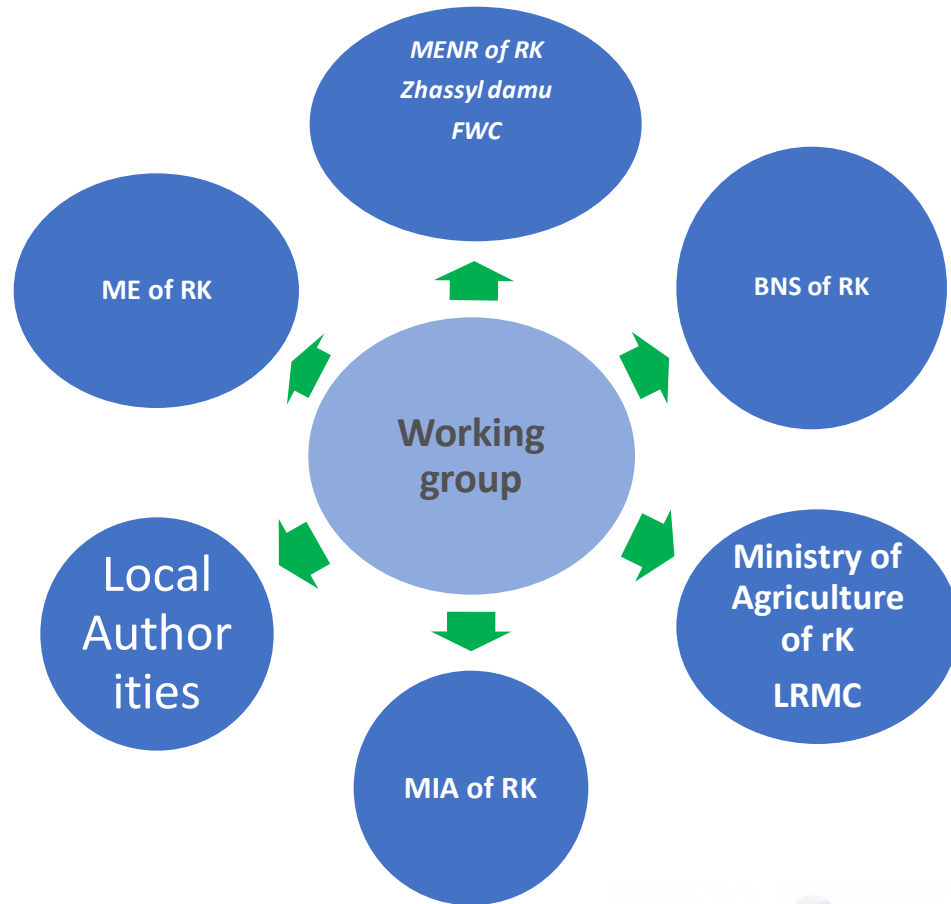 MENR of RK
Zhassyl damu
FWC
ME of RK
BNS of RK
Working
group
Local
Author
ities
Ministry of
Agriculture
of rK
LRMC
MIA of RK